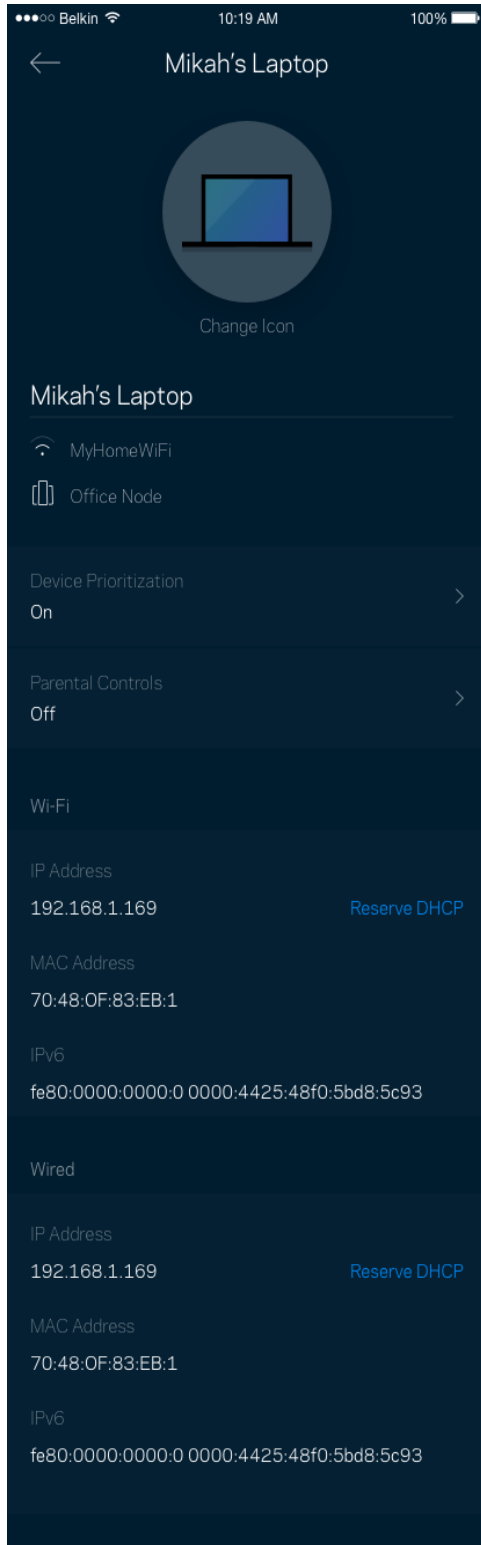 Belkin 10:19 AM 100%
Mikah's Laptop
Change Icon
Mikah's Laptop
MyHomeWiFi
Office Node
Device Prioritization
On
Parental Controls
Off
Wi-Fi
IP Address
192.168.1.169 Reserve DHCP
MAC Address
70:48:0F:83:EB:1
IPv6
fe80:0000:0000:0 0000:4425:48f0:5bd8:5c93
Wired
IP Address
192.168.1.169 Reserve DHCP
MAC Address
70:48:0F:83:EB:1
IPv6
fe80:0000:0000:0 0000:4425:48f0:5bd8:5c93